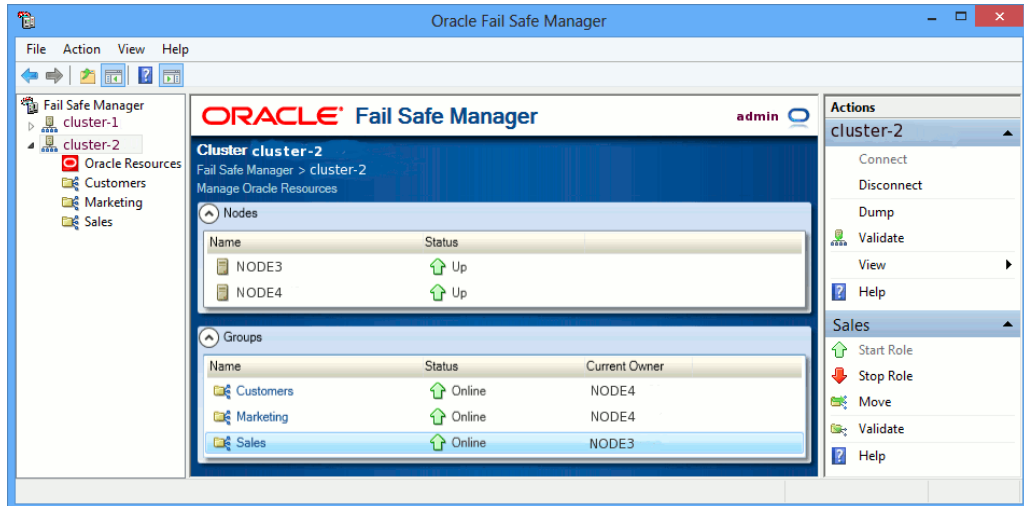 Oracle Fail Safe Manager
File Action View Help
Fail Safe Manager
cluster-1
cluster-2
Oracle Resources
Customers
Marketing
Sales
ORACLE Fail Safe Manager
admin
Cluster cluster-2
Fail Safe Manager > cluster-2
Manage Oracle Resources
Nodes
Name Status
NODE3 Up
NODE4 Up
Groups
Name Status Current Owner
Customers Online NODE4
Marketing Online NODE4
Sales Online NODE3
Actions
cluster-2
Connect
Disconnect
Dump
Validate
View
Help
Sales
Start Role
Stop Role
Move
Validate
Help